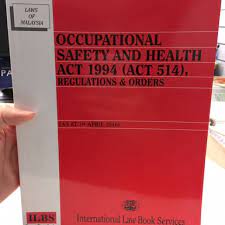 LAWS
OF
MALAYSIA
OCCUPATIONAL
SAFETY AND HEALTH
ACT 1994 (ACT 514),
REGULATIONS & ORDERS
ILBS
International Law Book Services